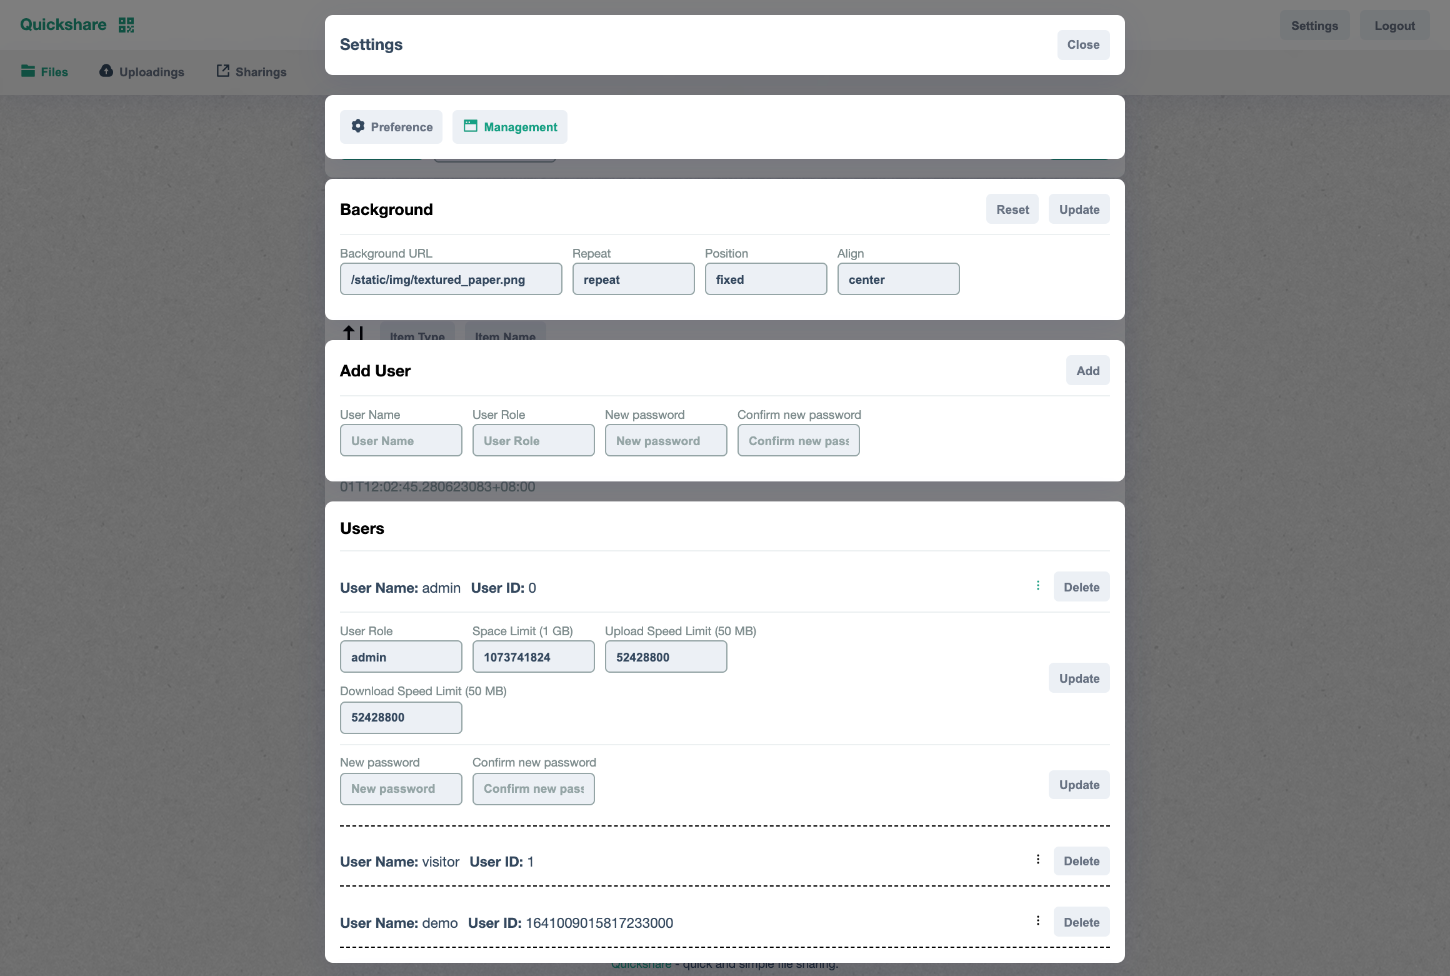 Quickshare
Settings
Logout
Files
Uploadings
Sharings
Settings
Close
Preference
Management
Background
Reset
Update
Background URL
Repeat
Position
Align
/static/img/textured_paper.png
repeat
fixed
center
Item Type
Item Name
Add User
Add
User Name
User Role
New password
Confirm new password
User Name
User Role
New password
Confirm new pass
01T12:02:45.280623083+08:00
Users
User Name: admin User ID: 0
Delete
User Role
Space Limit (1 GB)
Upload Speed Limit (50 MB)
admin
1073741824
52428800
Update
Download Speed Limit (50 MB)
52428800
New password
Confirm new password
New password
Confirm new pass
Update
User Name: visitor User ID: 1
Delete
User Name: demo User ID: 1641009015817233000
Delete
Quickshare - quick and simple file sharing.